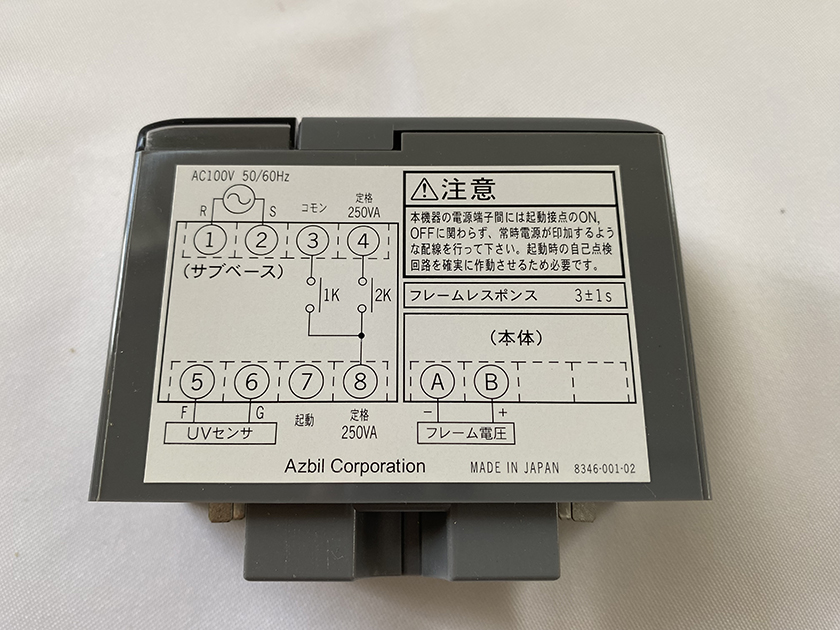 AC100V 50/60Hz
R S コモン 定格
250VA
1 2 3 4
(サブベース)
1K 2K
5 6 7 8
F G 起動 定格
250VA
UVセンサ
⚠注意
本機器の電源端子間には起動接点のON,
OFFに関わらず、常時電源が印加するよう
な配線を行って下さい。起動時の自己点検
回路を確実に作動させるため必要です。
フレームレスポンス 3±1s
(本体)
A B
− +
フレーム電圧
Azbil Corporation MADE IN JAPAN 8346-001-02